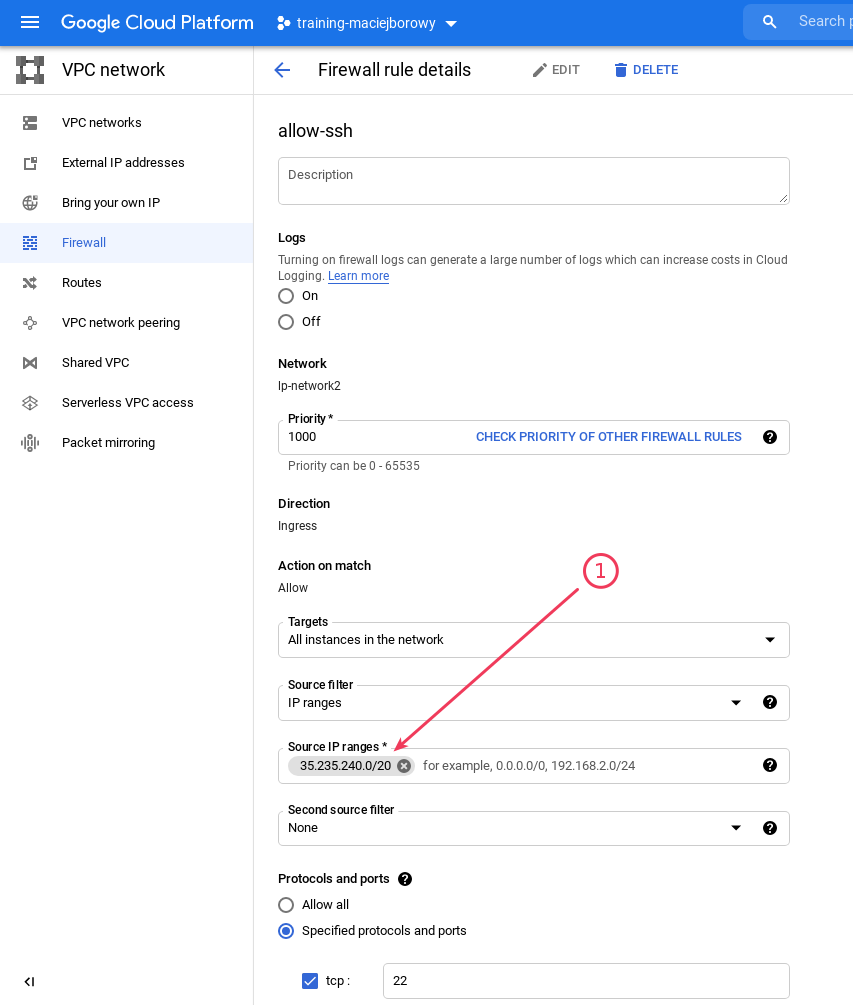 Google Cloud Platform
training-maciejborowy
Search p
VPC network
Firewall rule details
EDIT
DELETE
VPC networks
External IP addresses
Bring your own IP
Firewall
Routes
VPC network peering
Shared VPC
Serverless VPC access
Packet mirroring
allow-ssh
Description
Logs
Turning on firewall logs can generate a large number of logs which can increase costs in Cloud
Logging. Learn more
On
Off
Network
lp-network2
Priority *
1000
CHECK PRIORITY OF OTHER FIREWALL RULES
Priority can be 0 - 65535
Direction
Ingress
Action on match
Allow
1
Targets
All instances in the network
Source filter
IP ranges
Source IP ranges *
35.235.240.0/20 for example, 0.0.0.0/0, 192.168.2.0/24
Second source filter
None
Protocols and ports
Allow all
Specified protocols and ports
tcp :
22